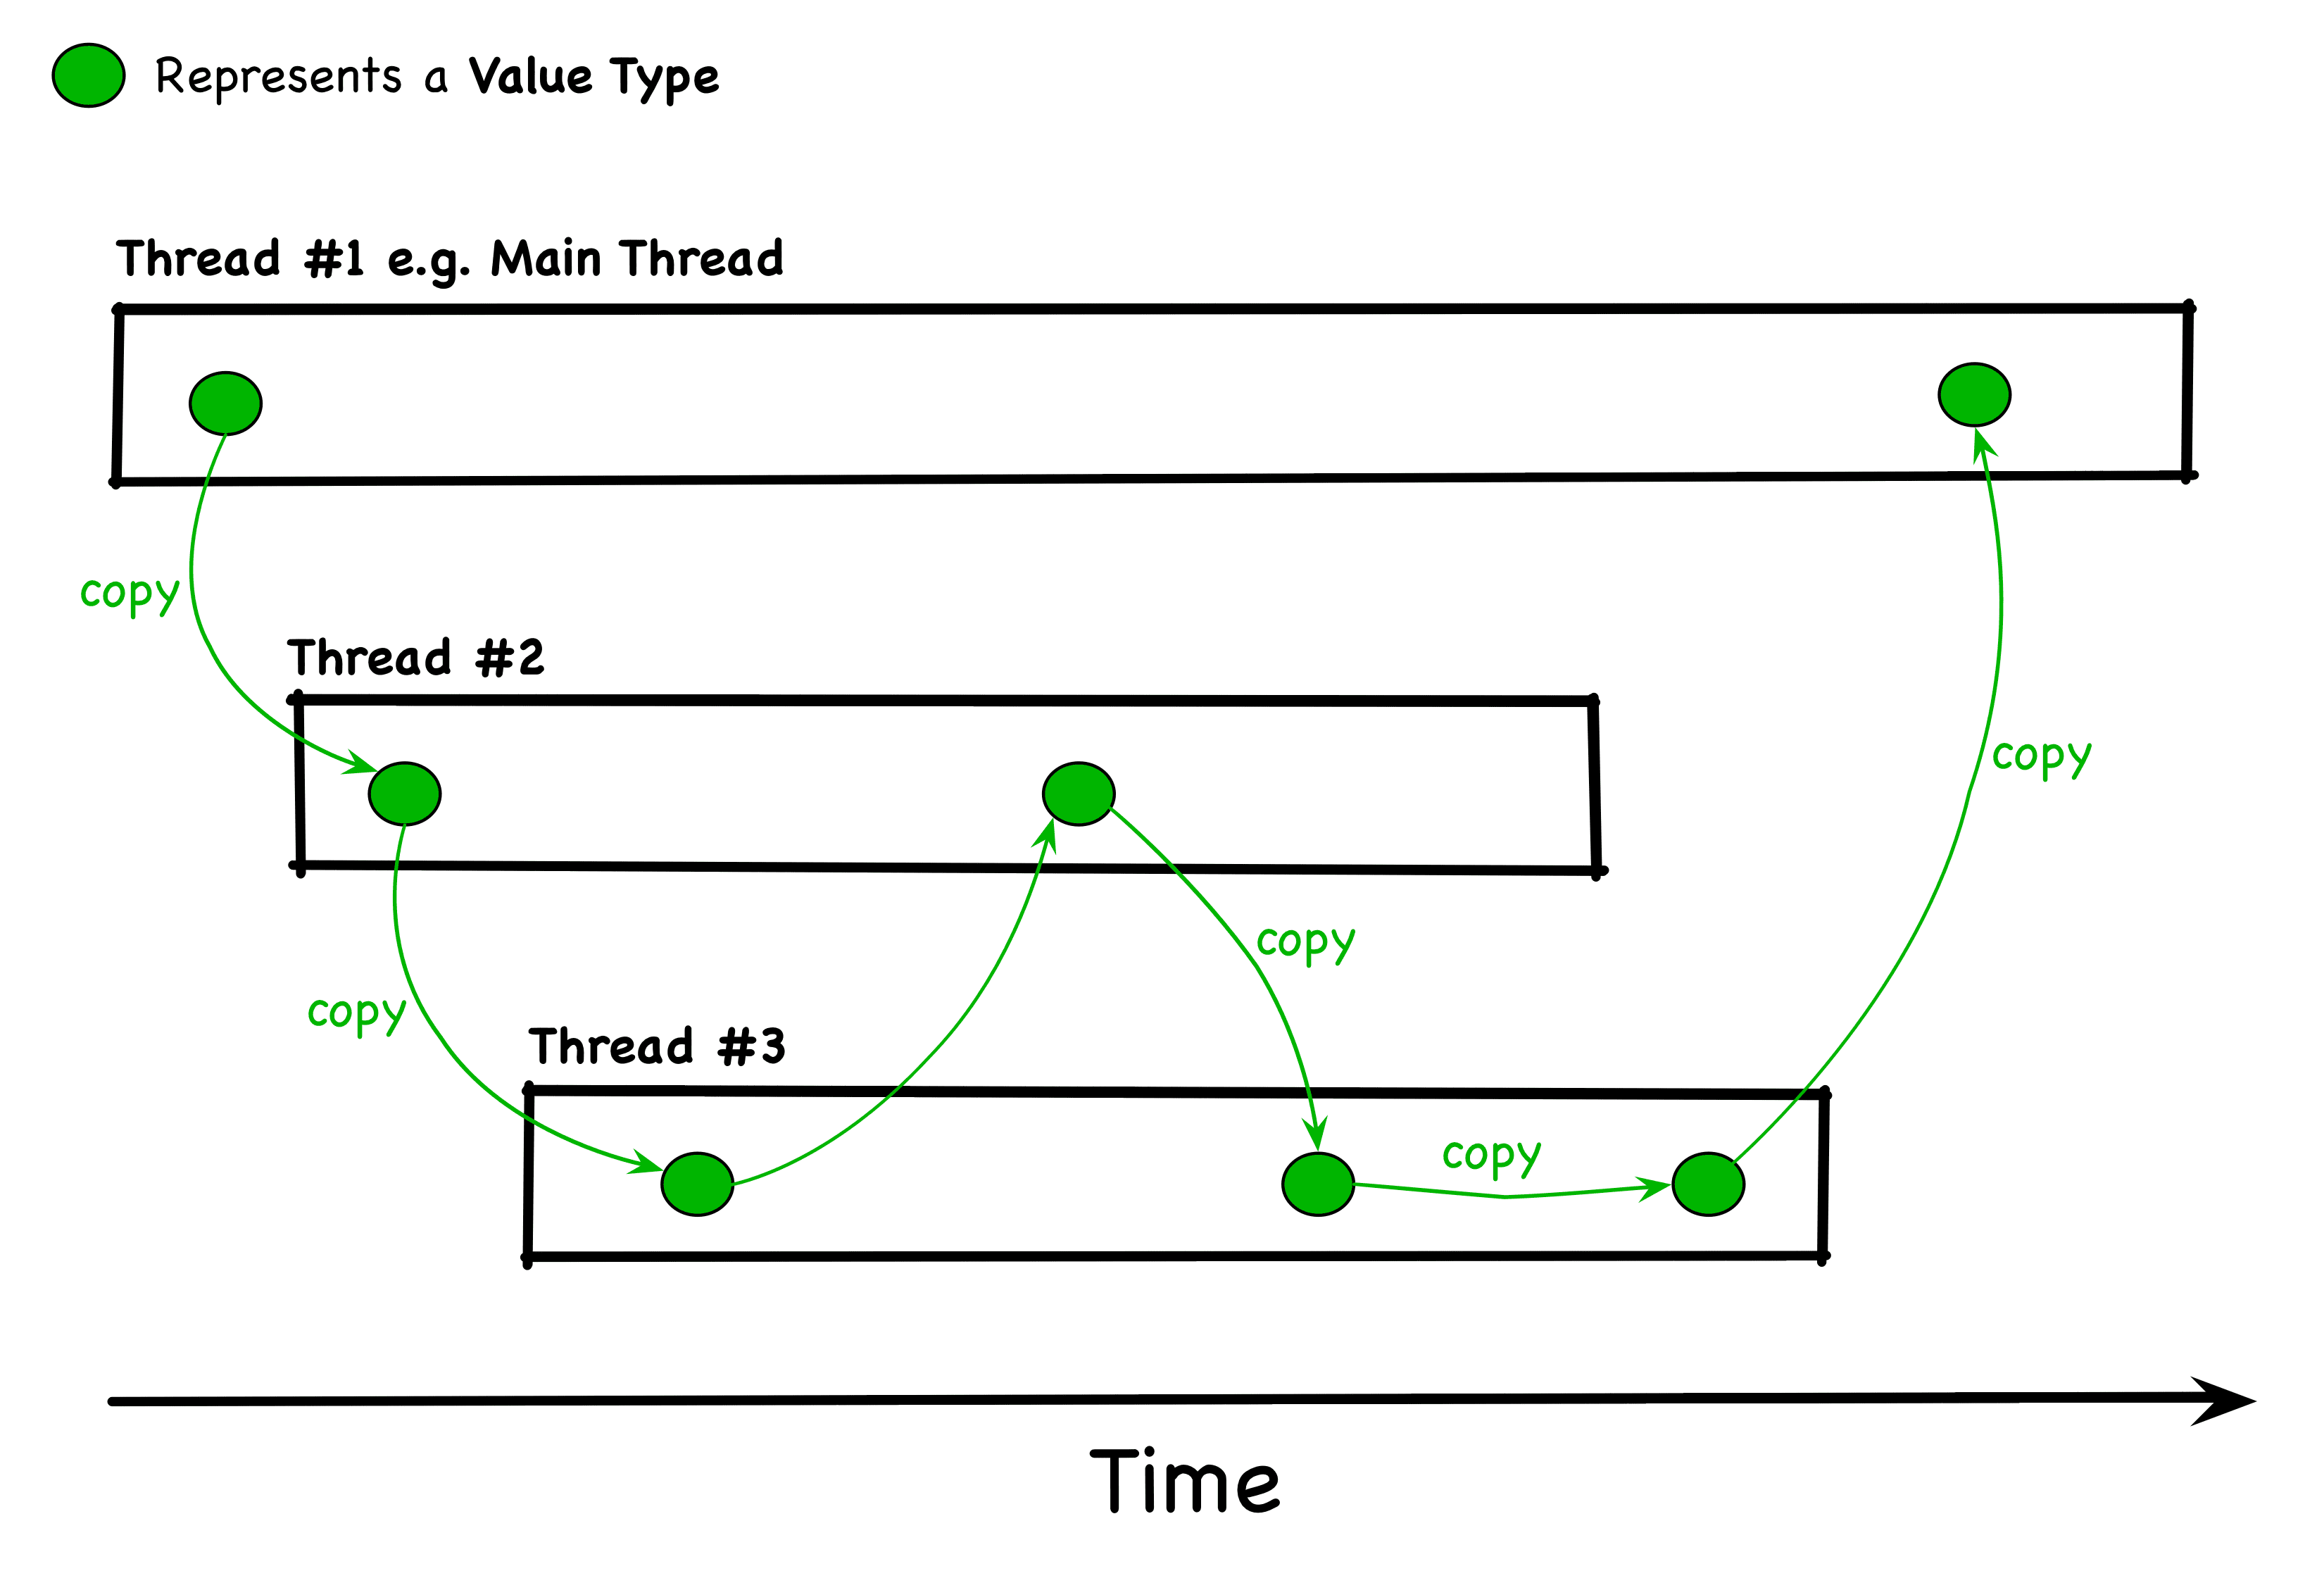 Represents a Value Type
Thread #1 e.g. Main Thread
copy
Thread #2
copy
copy
copy
Thread #3
copy
Time